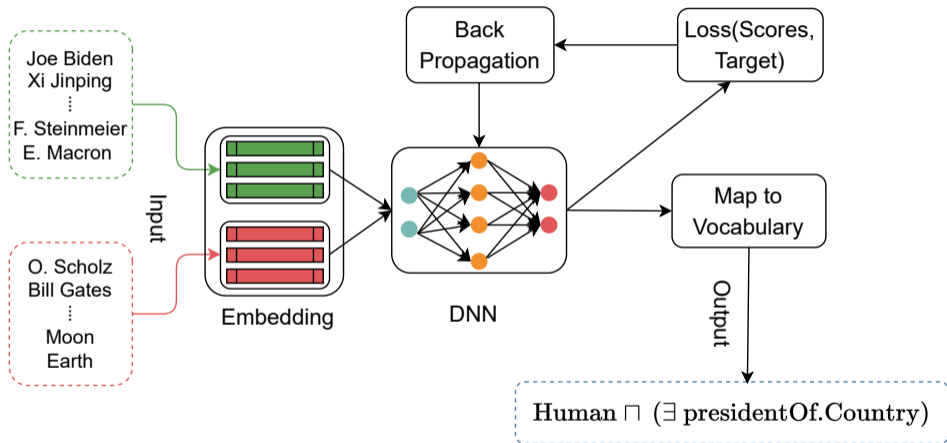 Joe Biden
Xi Jinping
F. Steinmeier
E. Macron
Input
O. Scholz
Bill Gates
Moon
Earth
Embedding
Back
Propagation
DNN
Loss(Scores,
Target)
Map to
Vocabulary
Output
Human ⊓ (∃ presidentOf.Country)